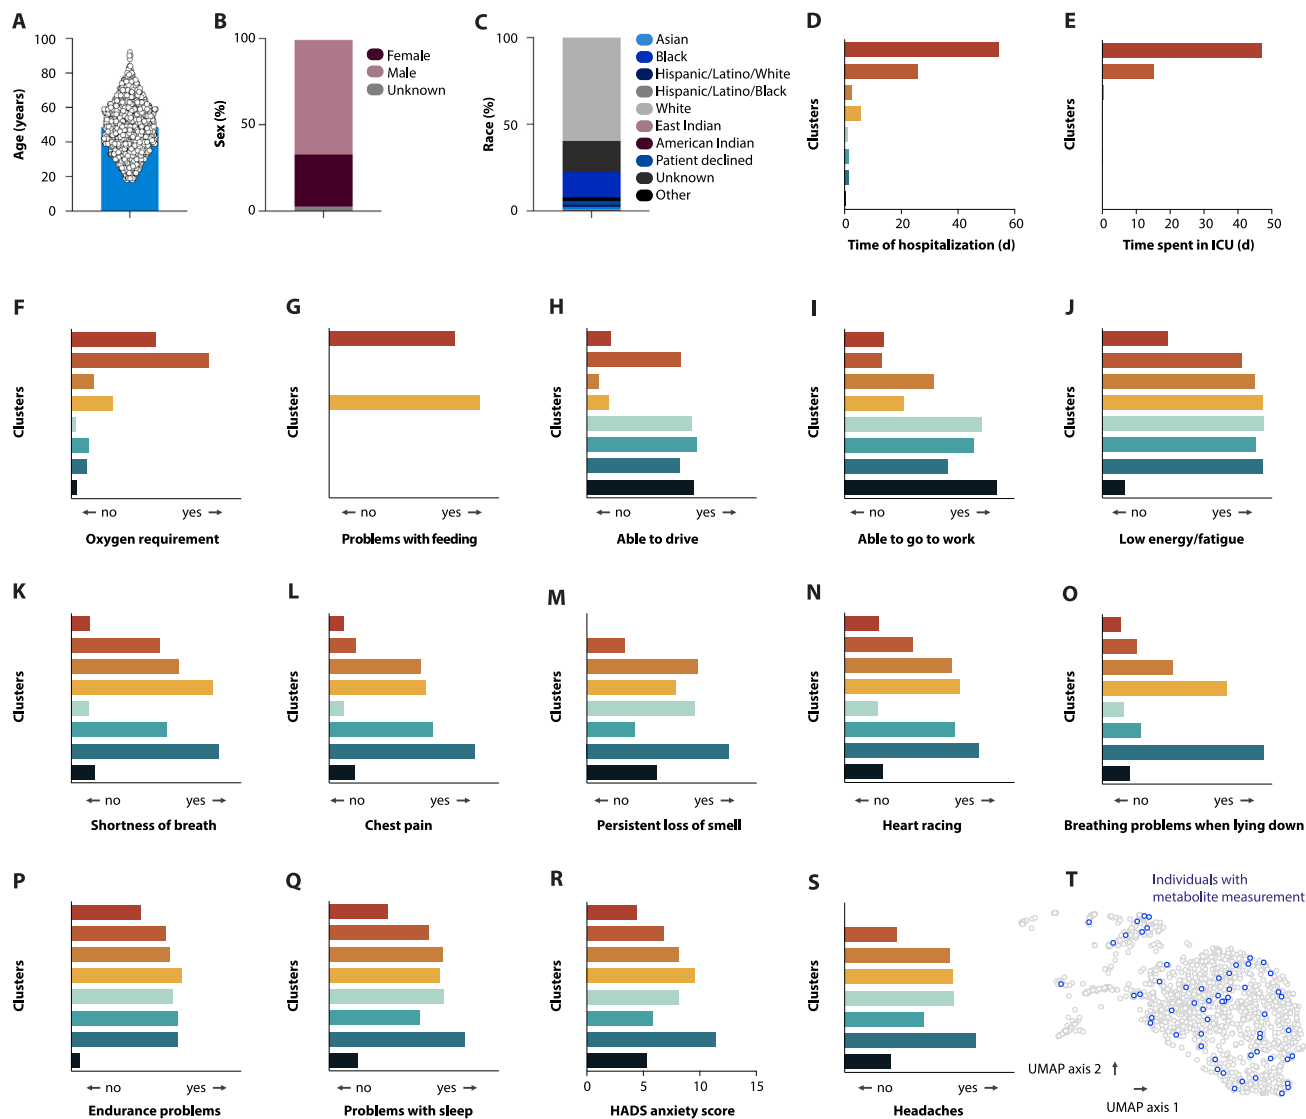 A
Age (years)
100
80
60
40
20
0
B
Sex (%)
100
50
0
Female
Male
Unknown
C
Race (%)
100
50
0
Asian
Black
Hispanic/Latino/White
Hispanic/Latino/Black
White
East Indian
American Indian
Patient declined
Unknown
Other
D
Clusters
0 20 40 60
Time of hospitalization (d)
E
Clusters
0 10 20 30 40 50
Time spent in ICU (d)
F
Clusters
← no yes →
Oxygen requirement
G
Clusters
← no yes →
Problems with feeding
H
Clusters
← no yes →
Able to drive
I
Clusters
← no yes →
Able to go to work
J
Clusters
← no yes →
Low energy/fatigue
K
Clusters
← no yes →
Shortness of breath
L
Clusters
← no yes →
Chest pain
M
Clusters
← no yes →
Persistent loss of smell
N
Clusters
← no yes →
Heart racing
O
Clusters
← no yes →
Breathing problems when lying down
P
Clusters
← no yes →
Endurance problems
Q
Clusters
← no yes →
Problems with sleep
R
Clusters
0 5 10 15
HADS anxiety score
S
Clusters
← no yes →
Headaches
T
Individuals with
metabolite measurement
UMAP axis 2 ↑
→
UMAP axis 1